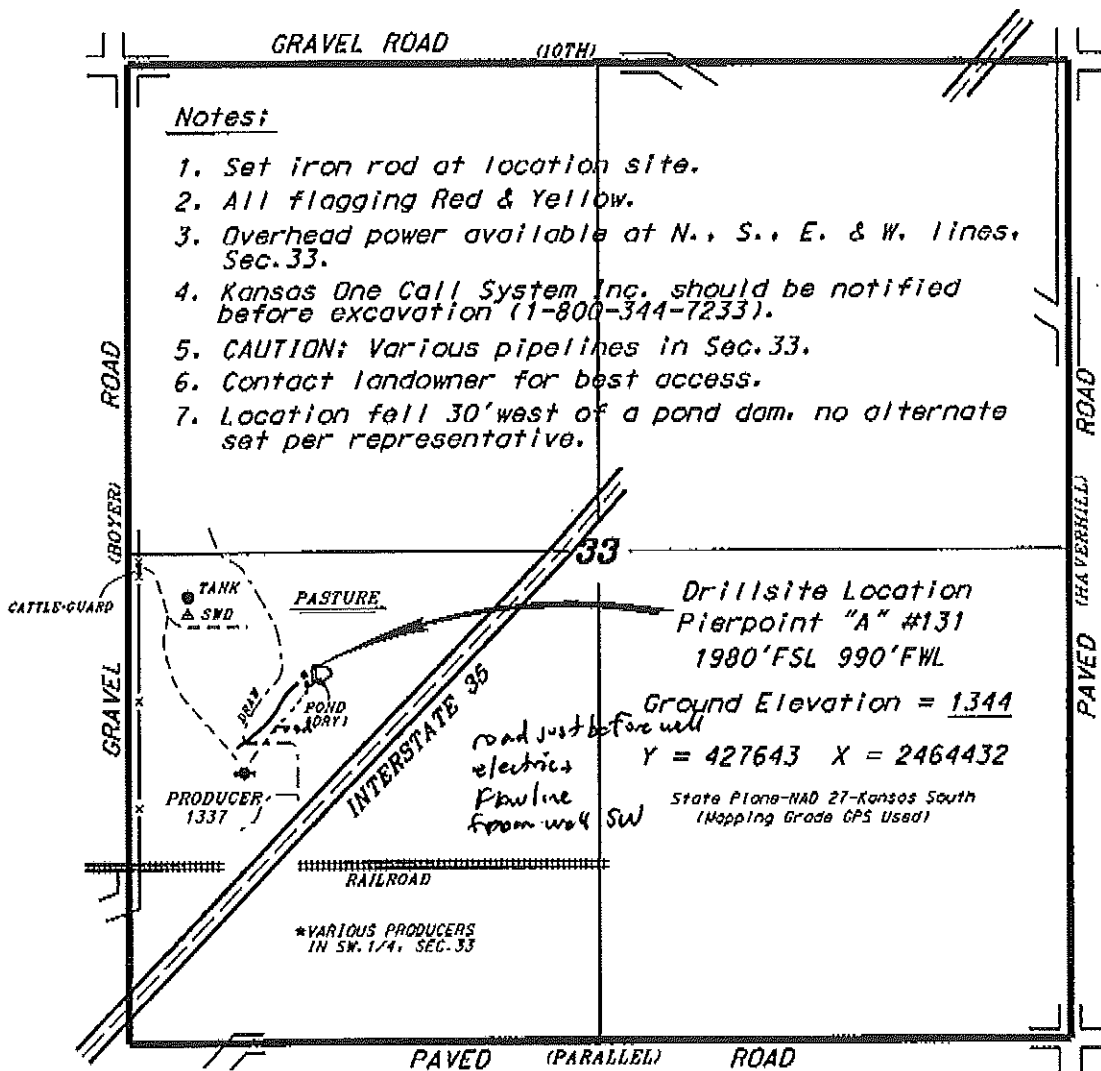 GRAVEL ROAD (10TH)
Notes:
1. Set iron rod at location site.
2. All flagging Red & Yellow.
3. Overhead power available at N., S., E. & W. lines,
Sec.33.
4. Kansas One Call System Inc. should be notified
before excavation (1-800-344-7233).
5. CAUTION: Various pipelines in Sec.33.
6. Contact landowner for best access.
7. Location fell 30'west of a pond dam. no alternate
set per representative.
GRAVEL (BOYER) ROAD
PAVED (HAVERHILL) ROAD
33
CATTLE-GUARD
TANK
SWD
PASTURE
DRAW
POND
(DRY)
road
PRODUCER
1337
INTERSTATE 35
Drillsite Location
Pierpoint "A" #131
1980'FSL 990'FWL
Ground Elevation = 1344
Y = 427643 X = 2464432
State Plane-NAD 27-Kansas South
(Mapping Grade GPS Used)
road just before well
electrics
Flowline
from well SW
RAILROAD
*VARIOUS PRODUCERS
IN SW.1/4, SEC.33
PAVED (PARALLEL) ROAD